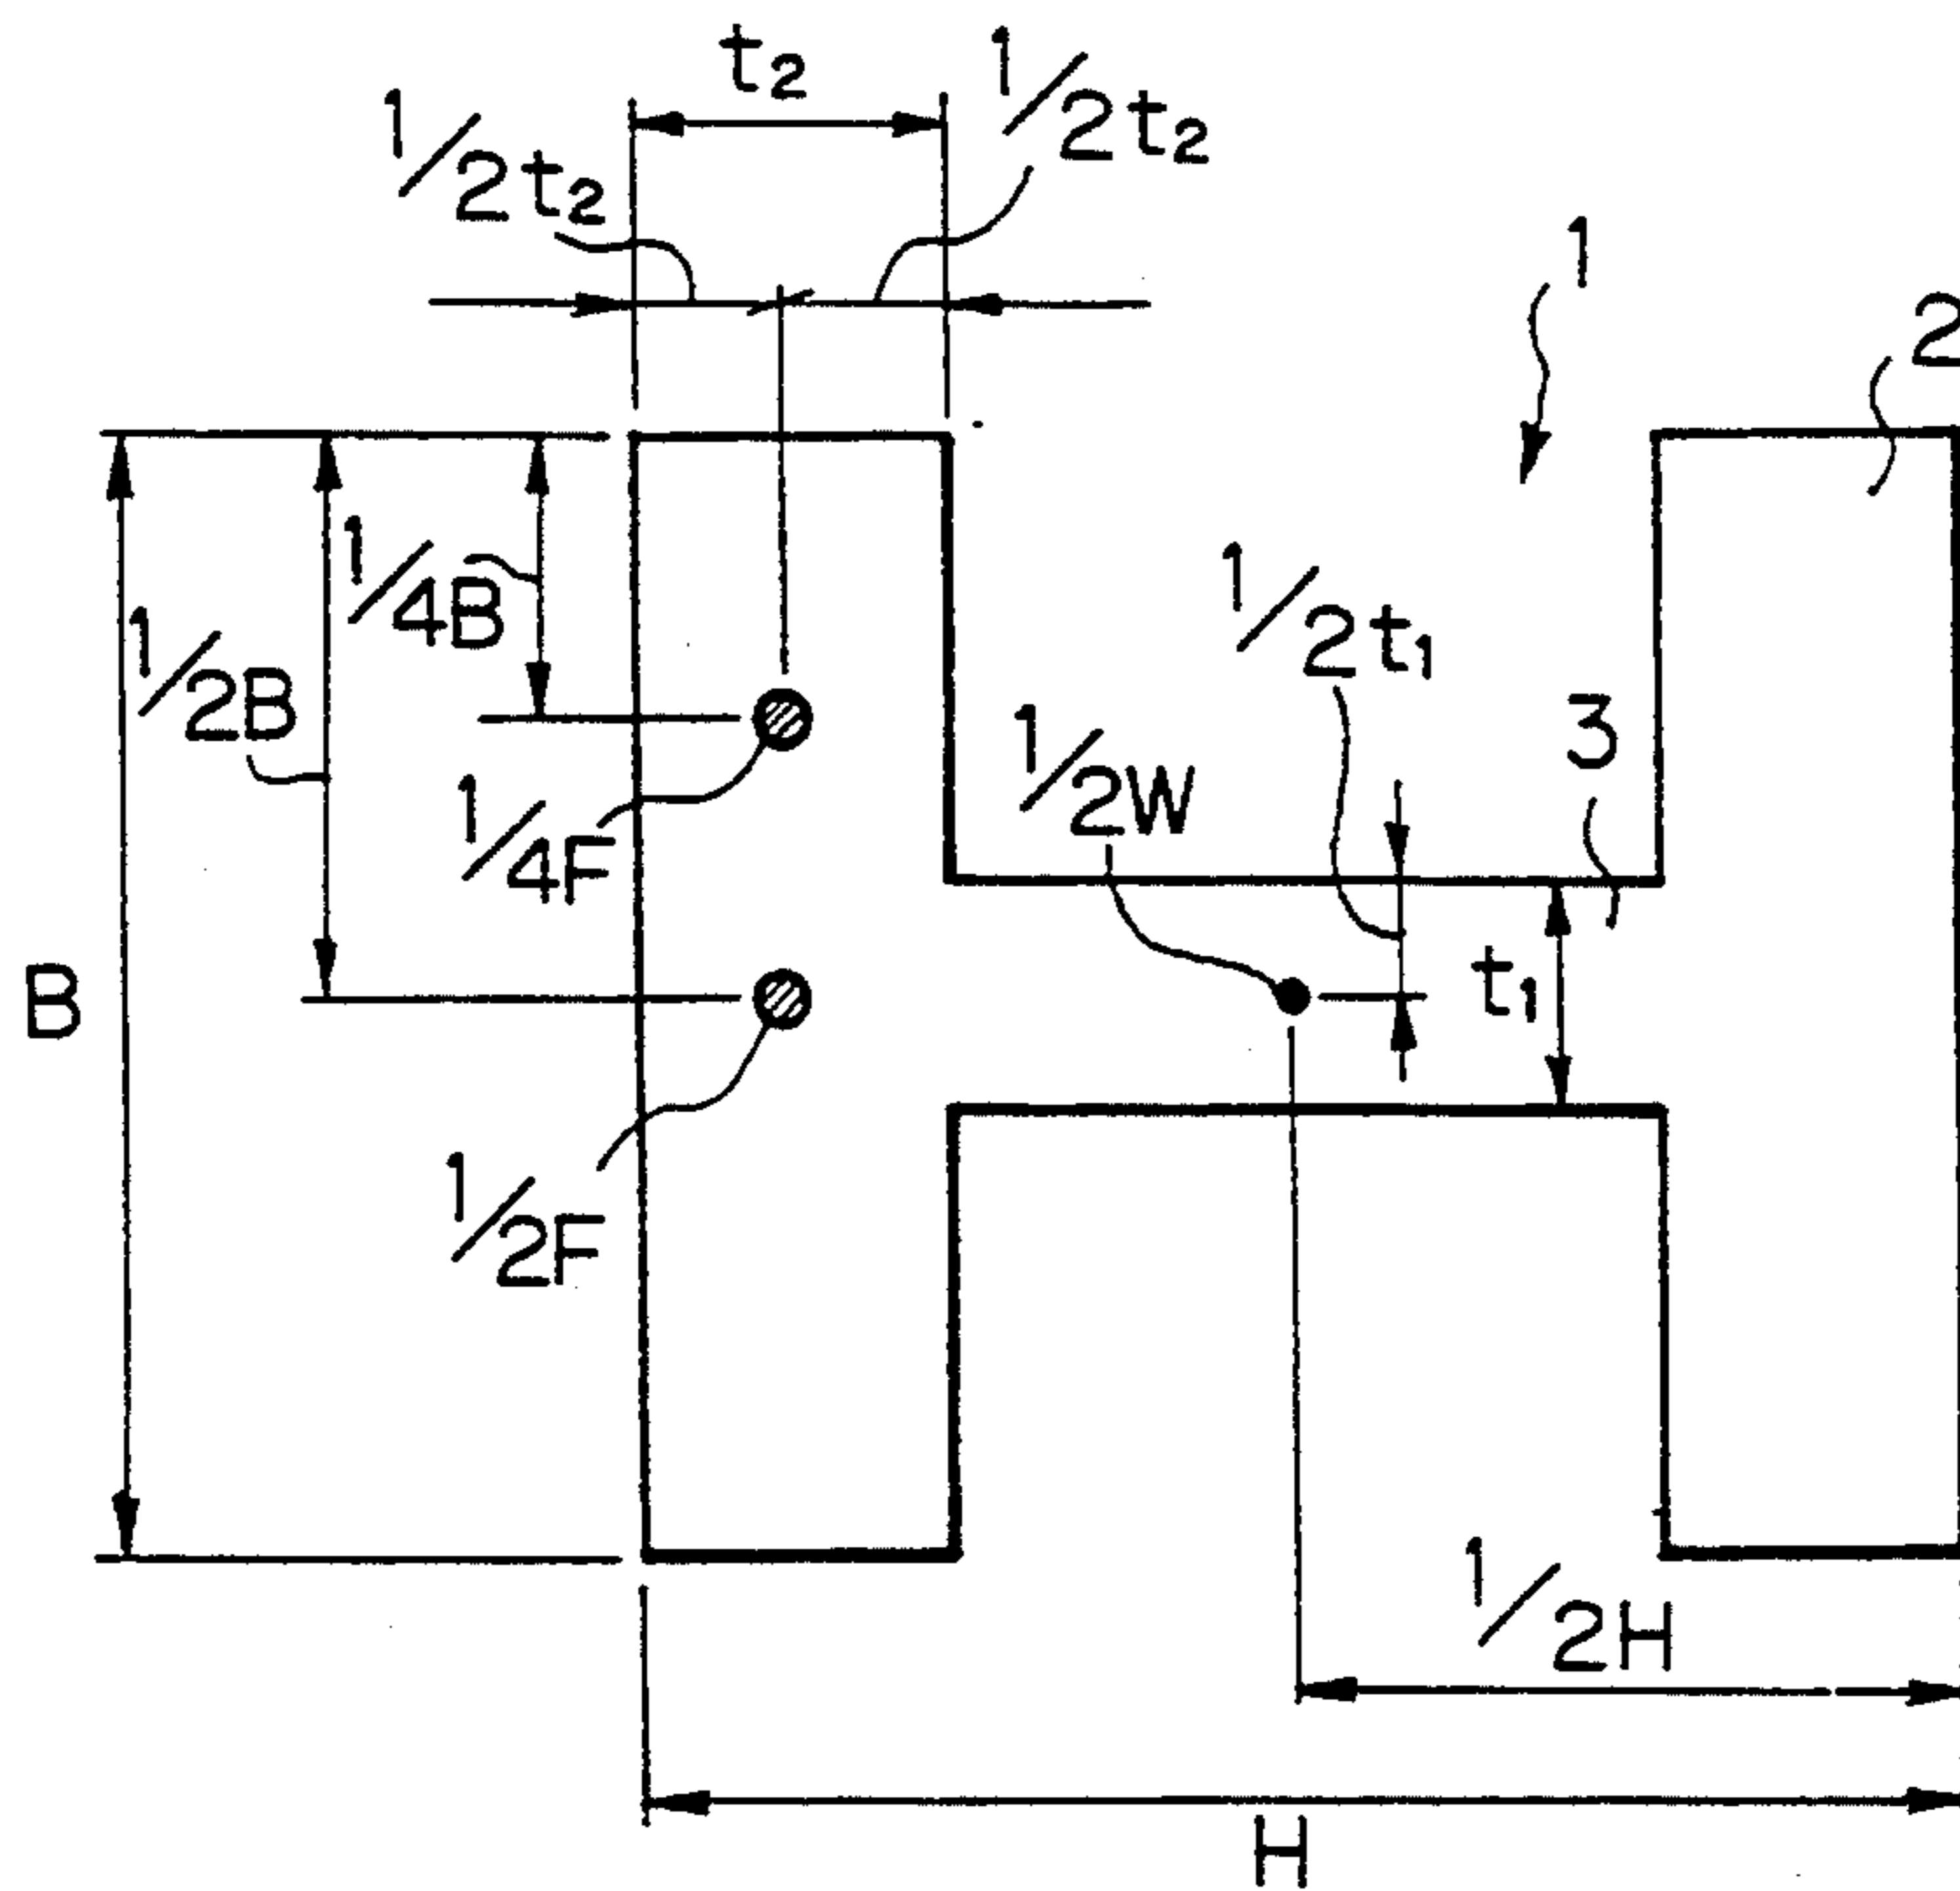 t₂
1/2t₂
1/2t₂
1
2
1/4B
1/2B
1/2t₁
3
1/2W
1/4F
B
t₁
1/2F
1/2H
H